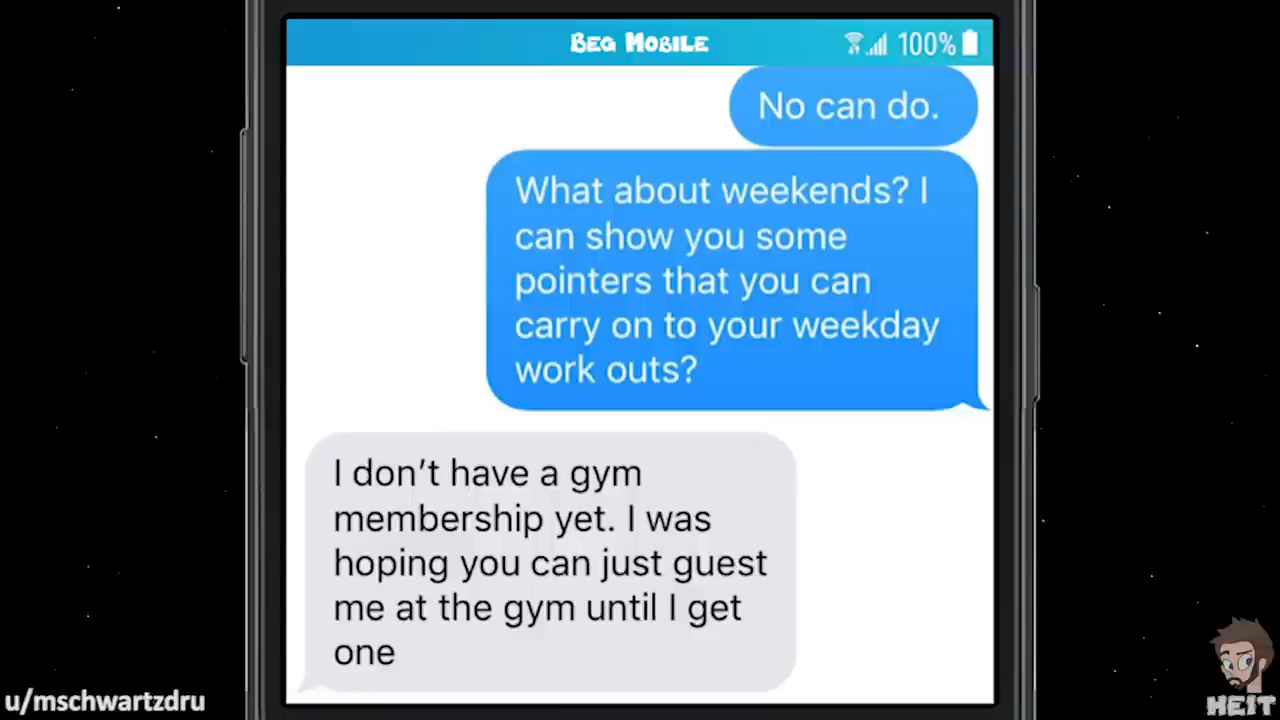 Beg Mobile
100%
No can do.
What about weekends? I
can show you some
pointers that you can
carry on to your weekday
work outs?
I don't have a gym
membership yet. I was
hoping you can just guest
me at the gym until I get
one
u/mschwartzdru
HEIT